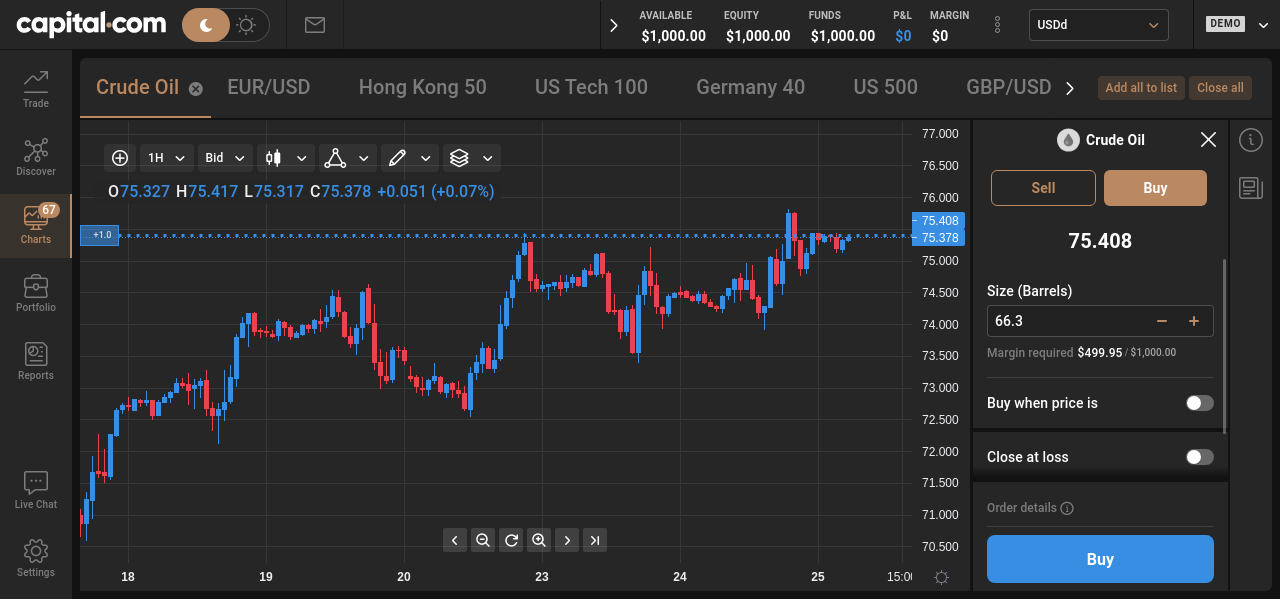 capital.com
AVAILABLE EQUITY FUNDS P&L MARGIN
$1,000.00 $1,000.00 $1,000.00 $0 $0
USDd
DEMO
Trade
Discover
67
Charts
Portfolio
Reports
Live Chat
Settings
Crude Oil EUR/USD Hong Kong 50 US Tech 100 Germany 40 US 500 GBP/USD
Add all to list Close all
1H Bid
O75.327 H75.417 L75.317 C75.378 +0.051 (+0.07%)
+1.0
77.000
76.500
76.000
75.408
75.378
75.000
74.500
74.000
73.500
73.000
72.500
72.000
71.500
71.000
70.500
18 19 20 23 24 25 15:00
Crude Oil
Sell Buy
75.408
Size (Barrels)
66.3
Margin required $499.95 / $1,000.00
Buy when price is
Close at loss
Order details
Buy